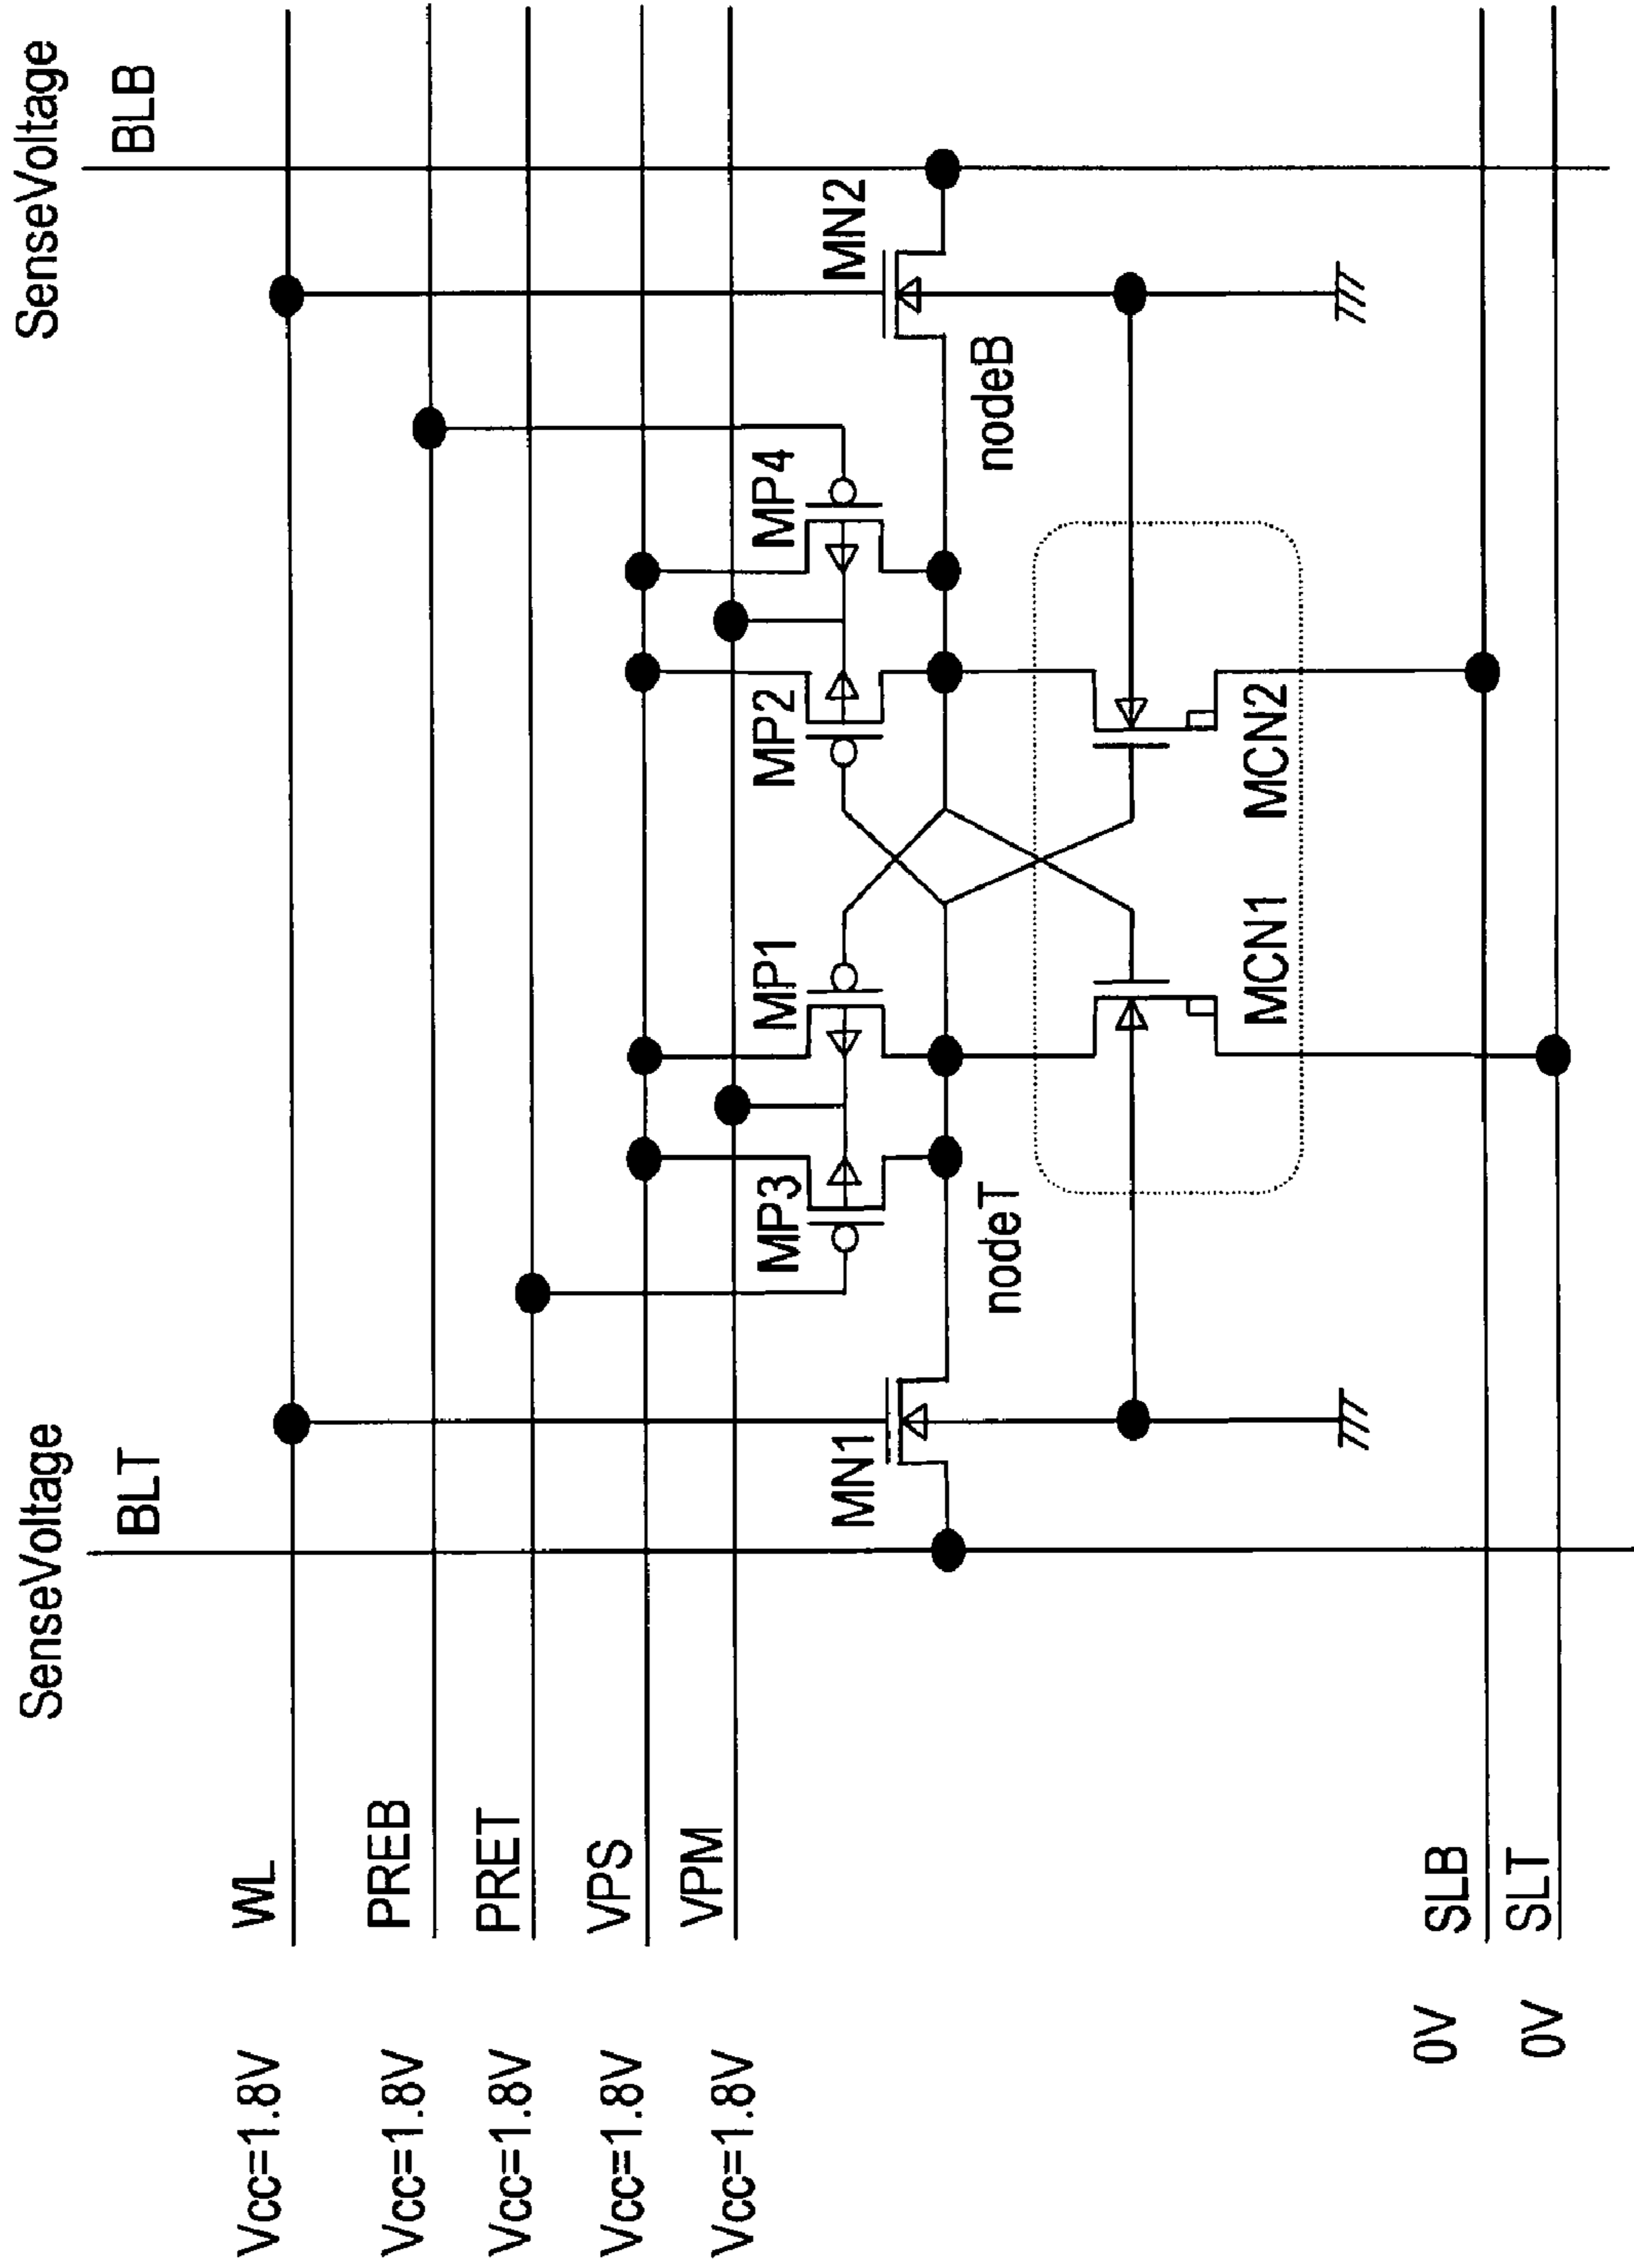 SenseVoltage
SenseVoltage
BLT
BLB
Vcc=1.8V
WL
Vcc=1.8V
PREB
Vcc=1.8V
PRET
Vcc=1.8V
VPS
Vcc=1.8V
VPM
MP3
MP1
MP2
MP4
MN1
MN2
nodeT
nodeB
MCN1
MCN2
0V
SLB
0V
SLT